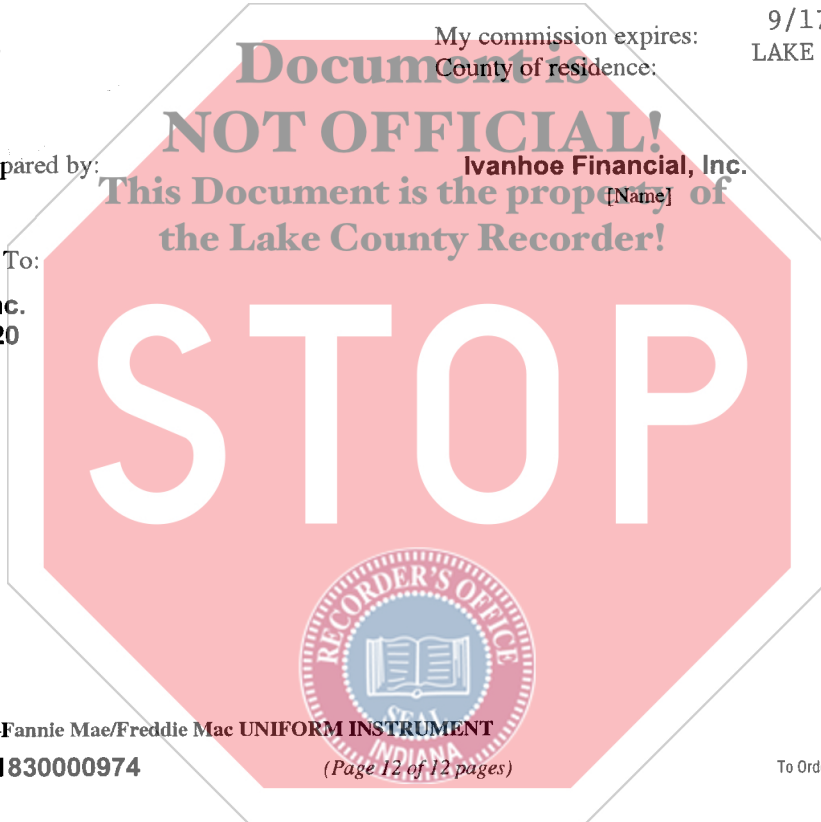 My commission expires: 9/17
County of residence: LAKE
Document is
NOT OFFICIAL!
pared by:
Ivanhoe Financial, Inc.
[Name]
This Document is the property of
the Lake County Recorder!
To:
c.
20
STOP
RECORDER'S OFFICE
SEAL
INDIANA
Fannie Mae/Freddie Mac UNIFORM INSTRUMENT
830000974
(Page 12 of 12 pages)
To Ord